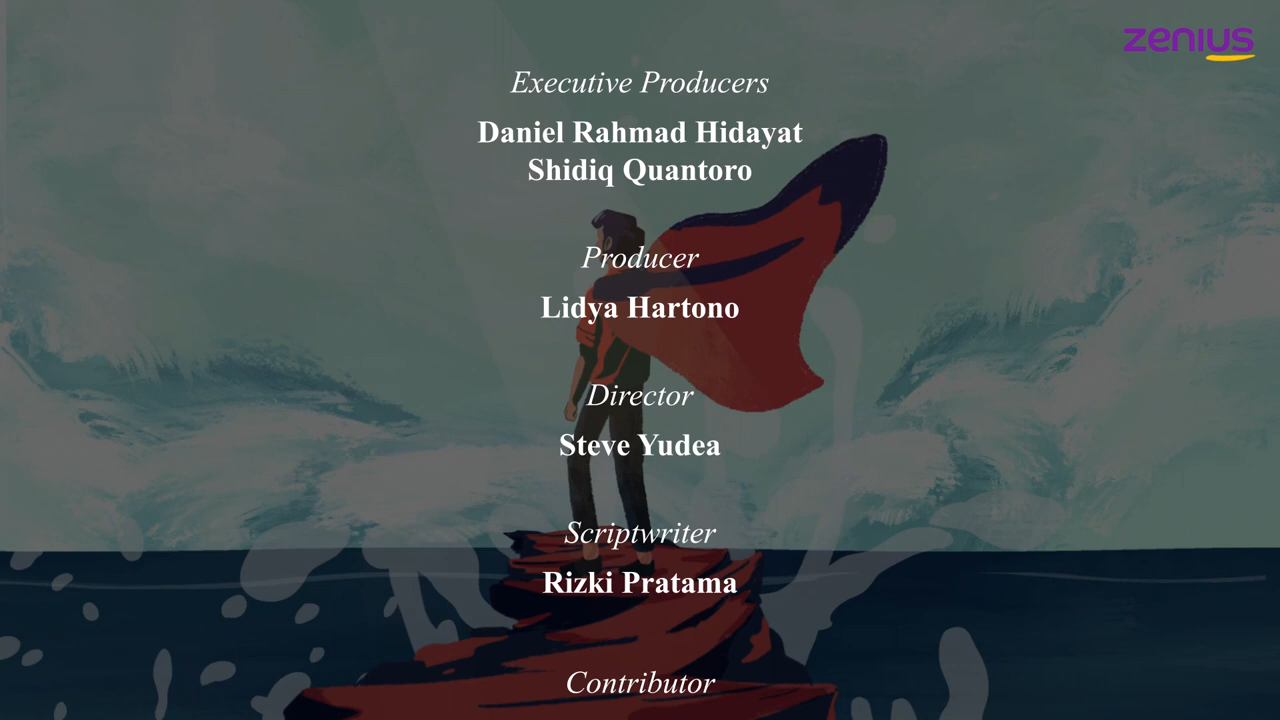 zenius
Executive Producers
Daniel Rahmad Hidayat
Shidiq Quantoro
Producer
Lidya Hartono
Director
Steve Yudea
Scriptwriter
Rizki Pratama
Contributor